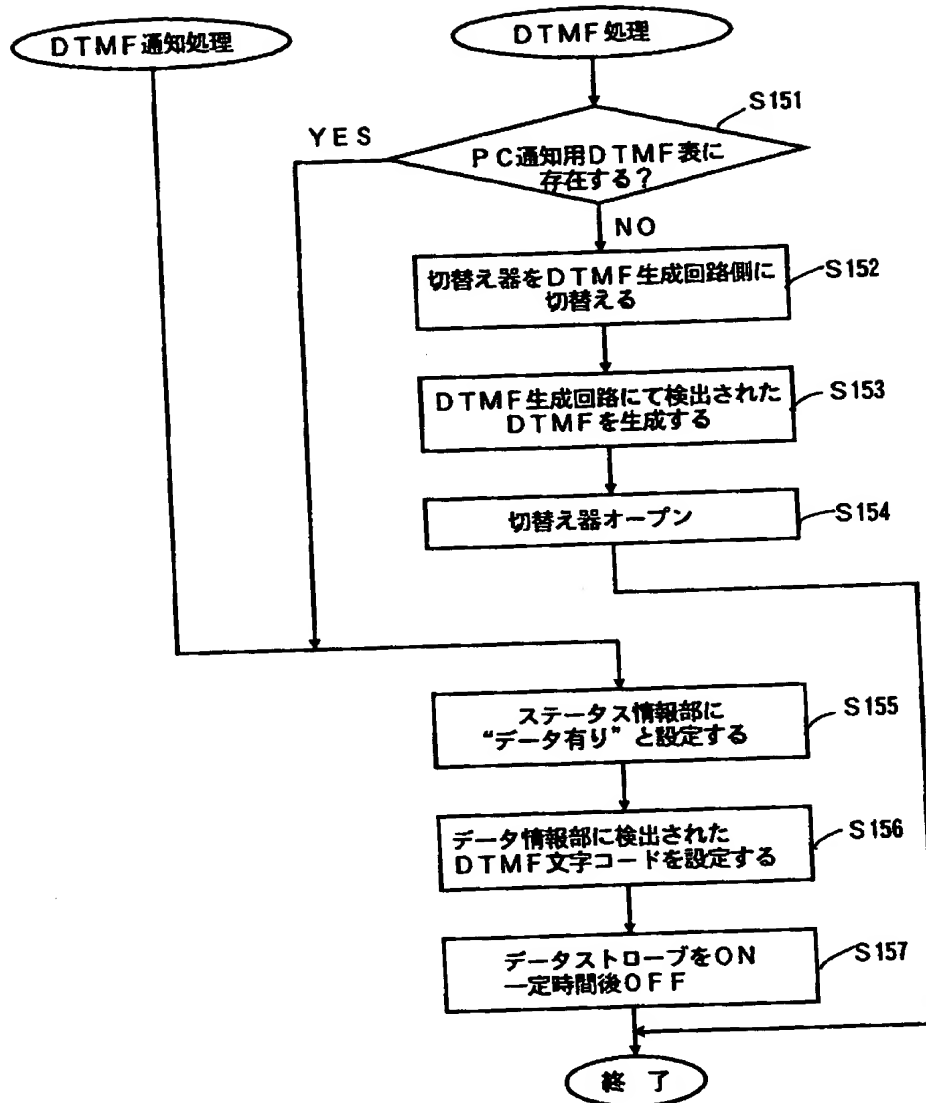 DTMF通知処理
DTMF処理
S151
YES
PC通知用DTMF表に
存在する?
NO
切替え器をDTMF生成回路側に
切替える
S152
DTMF生成回路にて検出された
DTMFを生成する
S153
切替え器オープン
S154
ステータス情報部に
“データ有り”と設定する
S155
データ情報部に検出された
DTMF文字コードを設定する
S156
データストローブをON
一定時間後OFF
S157
終了